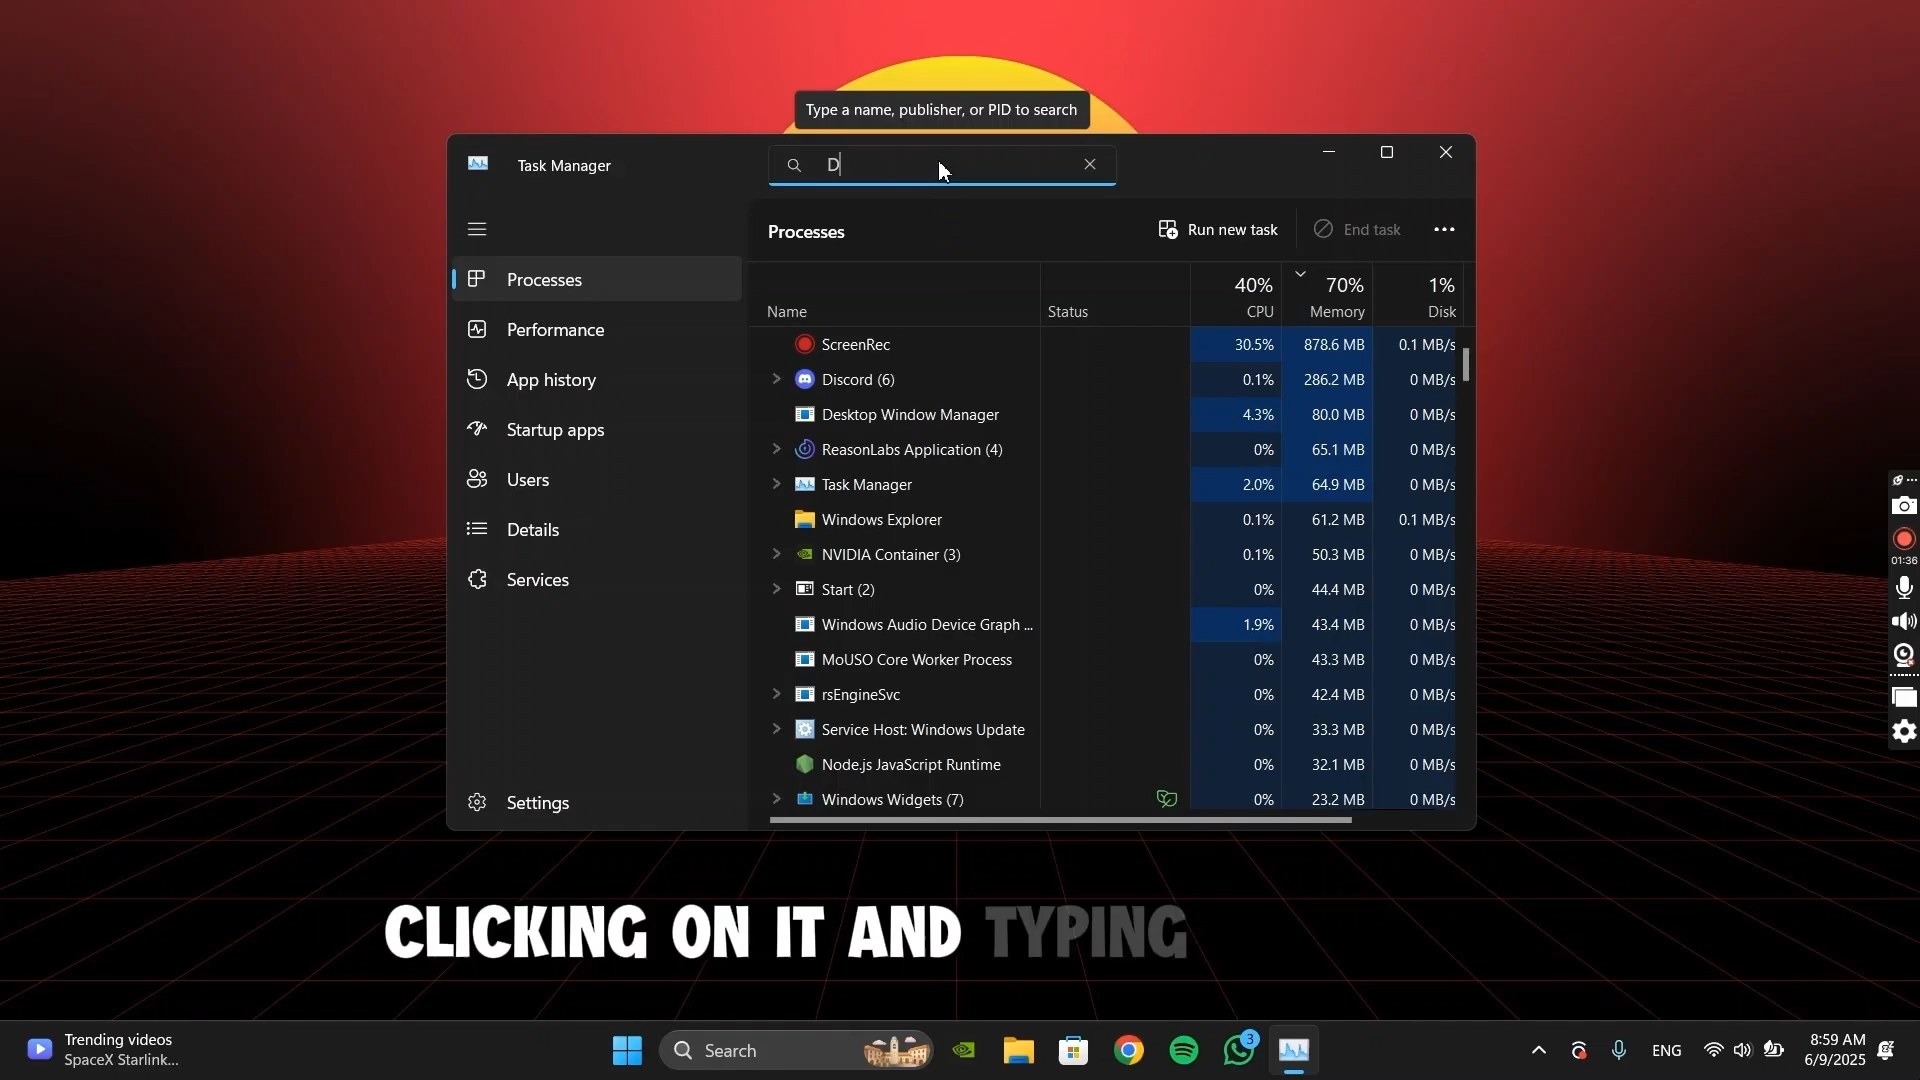 Type a name, publisher, or PID to search
Task Manager
D
Processes
Run new task
End task
Processes
Performance
App history
Startup apps
Users
Details
Services
Settings
40% 70% 1%
Name Status CPU Memory Disk
ScreenRec 30.5% 878.6 MB 0.1 MB/s
Discord (6) 0.1% 286.2 MB 0 MB/s
Desktop Window Manager 4.3% 80.0 MB 0 MB/s
ReasonLabs Application (4) 0% 65.1 MB 0 MB/s
Task Manager 2.0% 64.9 MB 0 MB/s
Windows Explorer 0.1% 61.2 MB 0.1 MB/s
NVIDIA Container (3) 0.1% 50.3 MB 0 MB/s
Start (2) 0% 44.4 MB 0 MB/s
Windows Audio Device Graph ... 1.9% 43.4 MB 0 MB/s
MoUSO Core Worker Process 0% 43.3 MB 0 MB/s
rsEngineSvc 0% 42.4 MB 0 MB/s
Service Host: Windows Update 0% 33.3 MB 0 MB/s
Node.js JavaScript Runtime 0% 32.1 MB 0 MB/s
Windows Widgets (7) 0% 23.2 MB 0 MB/s
01:36
CLICKING ON IT AND TYPING
Trending videos
SpaceX Starlink...
Search
3
ENG
8:59 AM
6/9/2025